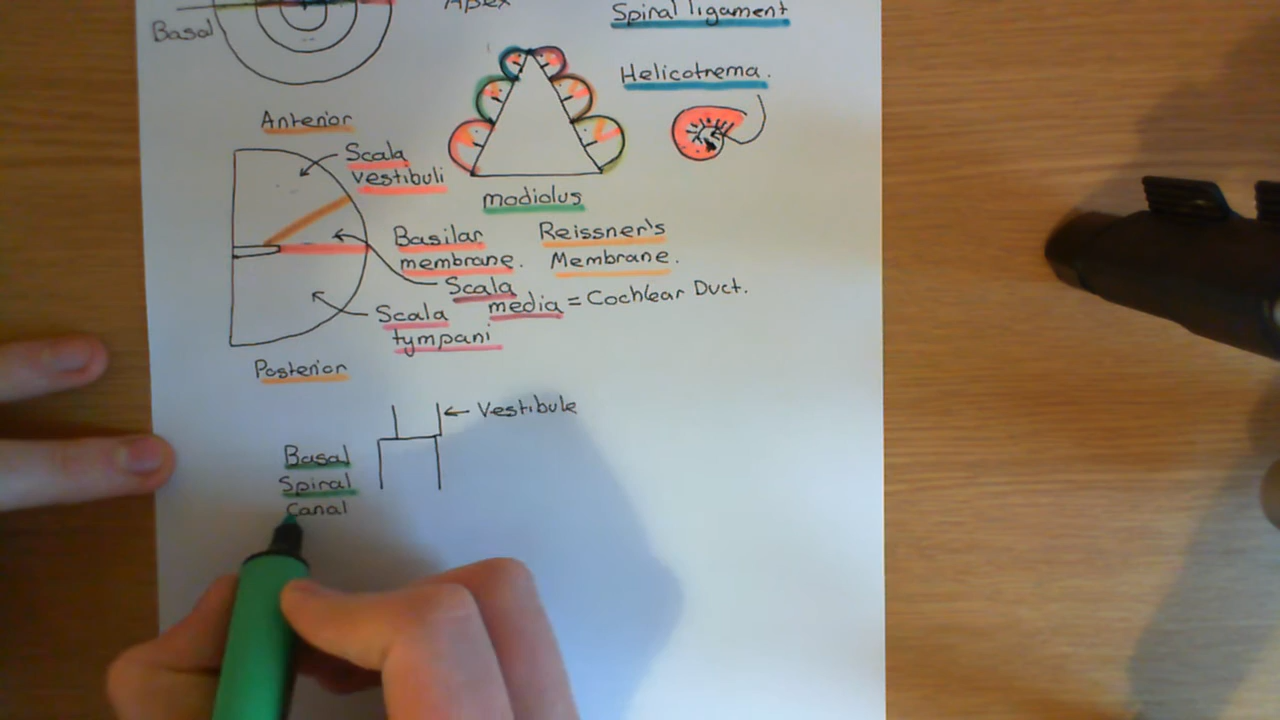 Basal
Apex
Spiral ligament
Helicotrema.
Anterior
Scala
vestibuli
modiolus
Basilar
membrane.
Reissner's
Membrane.
Scala
media = Cochlear Duct.
Scala
tympani
Posterior
Vestibule
Basal
Spiral
Canal